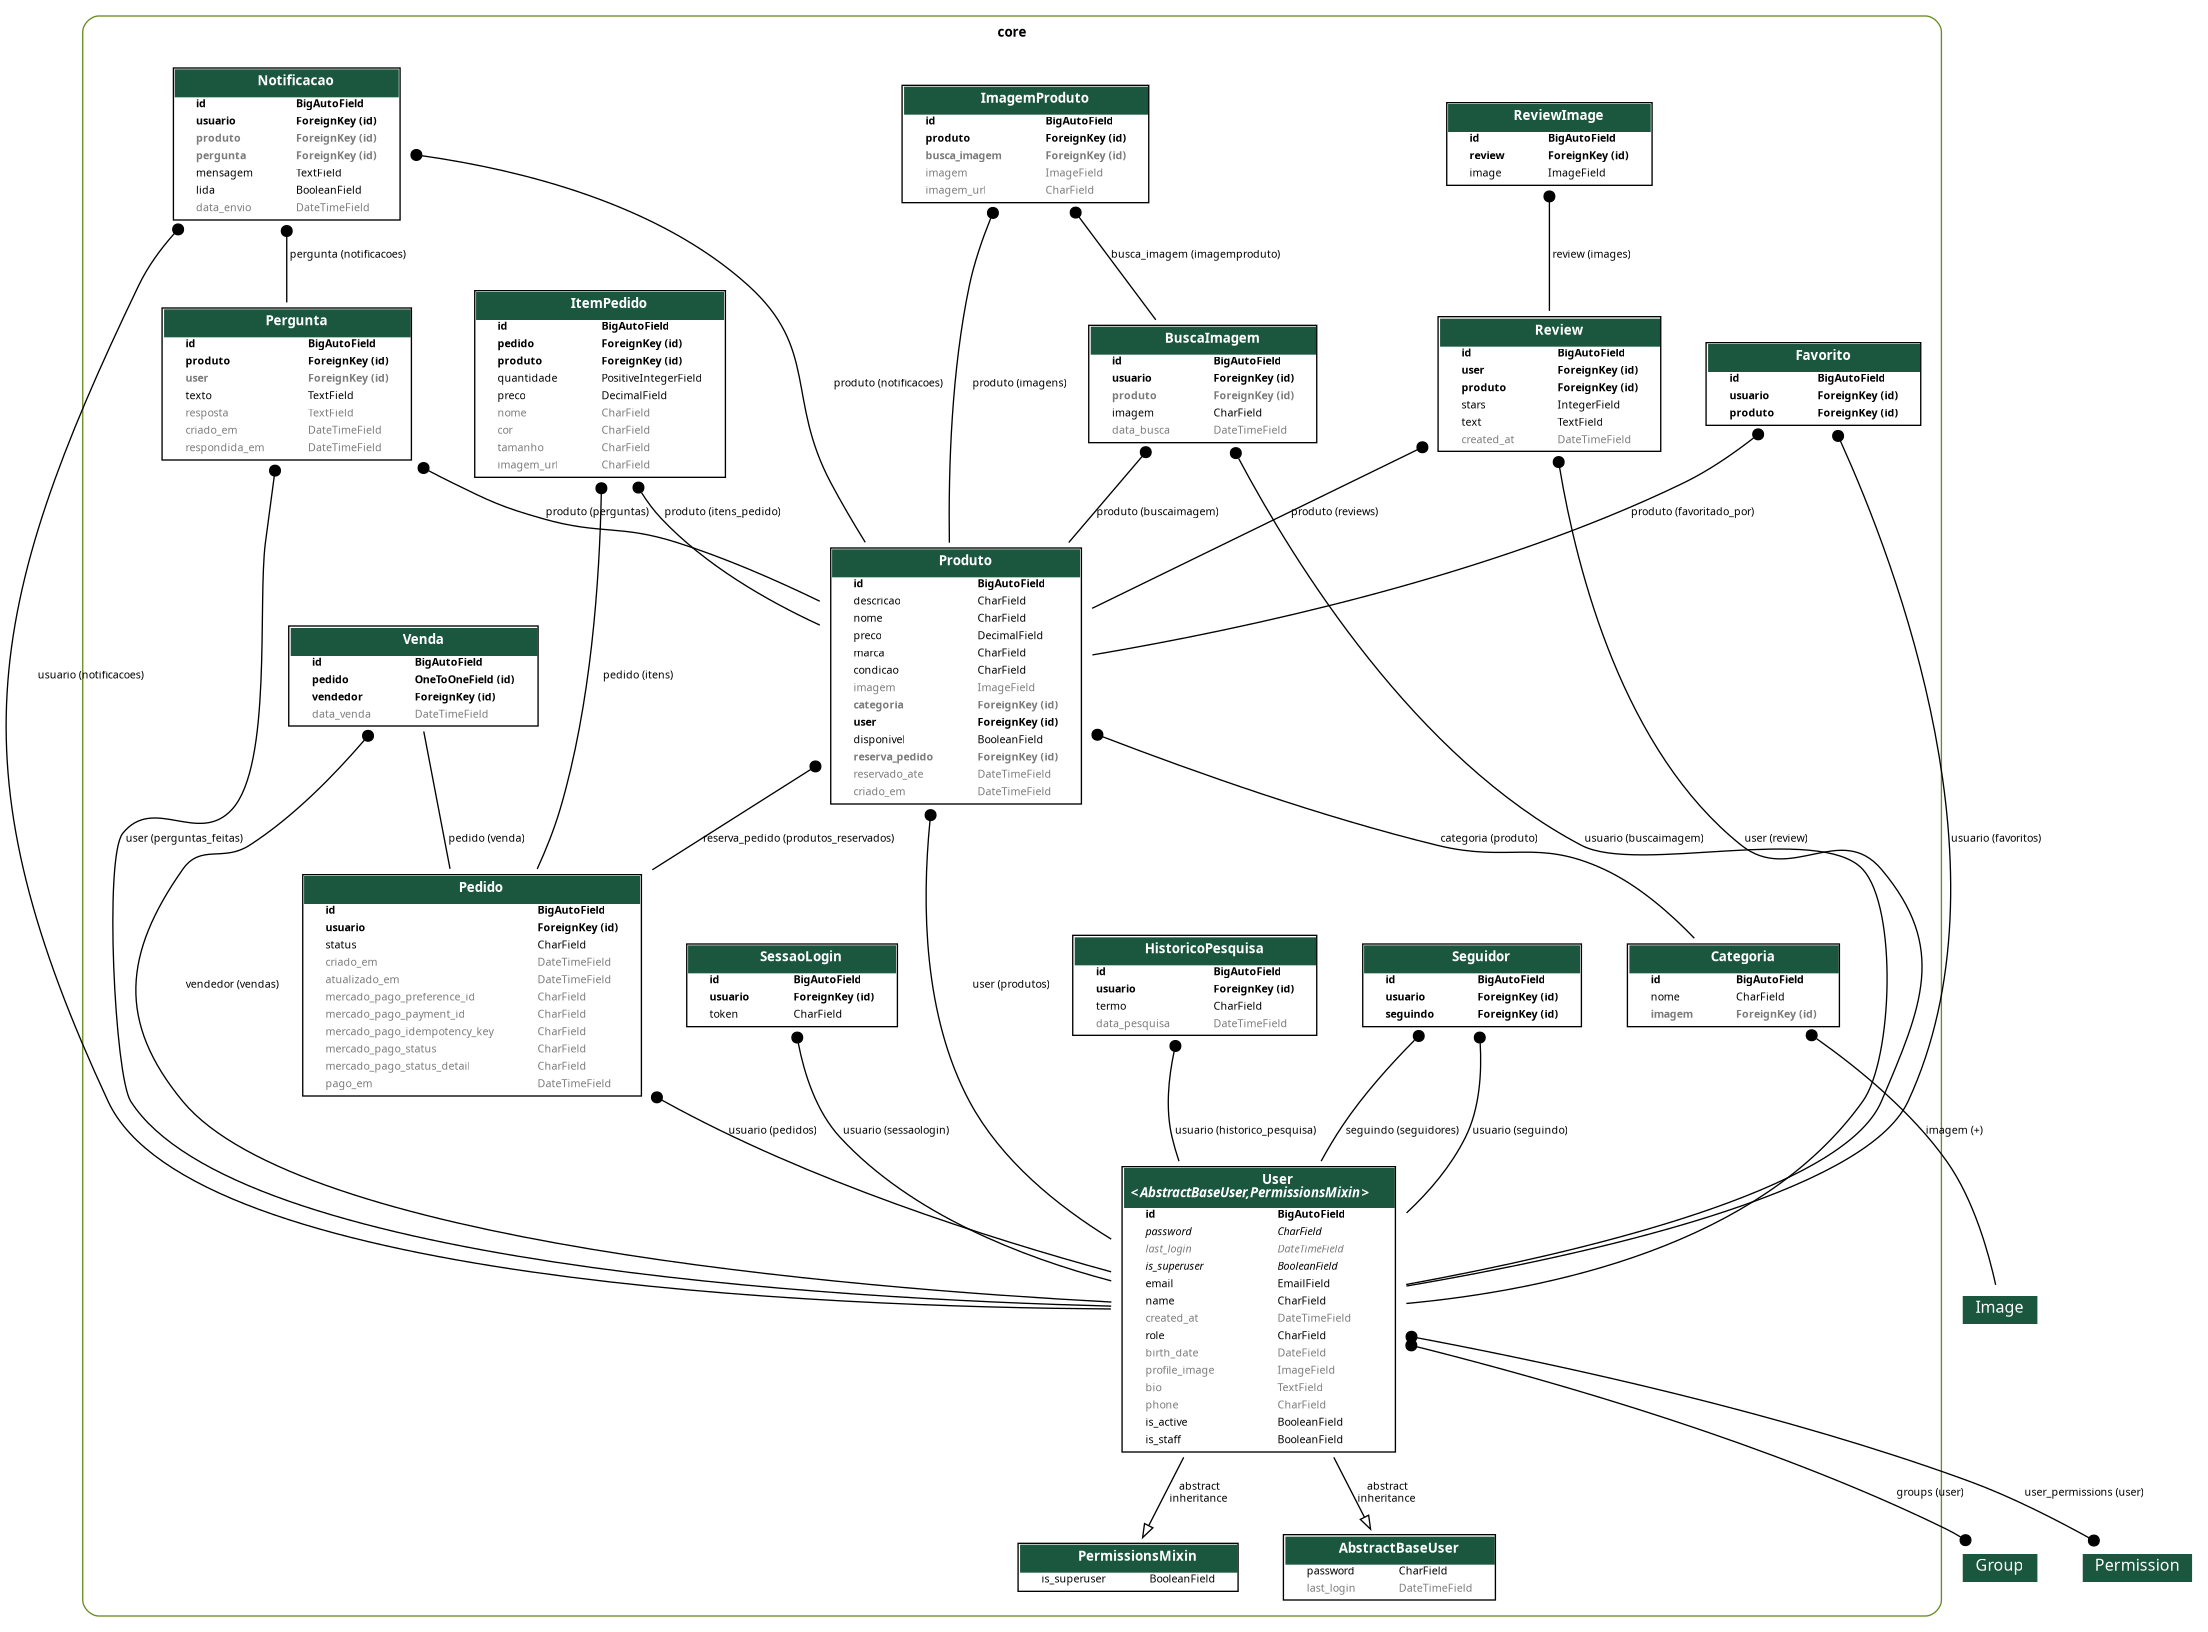 core
Notificacao
id BigAutoField
usuario ForeignKey (id)
produto ForeignKey (id)
pergunta ForeignKey (id)
mensagem TextField
lida BooleanField
data_envio DateTimeField
ImagemProduto
id BigAutoField
produto ForeignKey (id)
busca_imagem ForeignKey (id)
imagem ImageField
imagem_url CharField
ReviewImage
id BigAutoField
review ForeignKey (id)
image ImageField
pergunta (notificacoes)
busca_imagem (imagemproduto)
review (images)
Pergunta
id BigAutoField
produto ForeignKey (id)
user ForeignKey (id)
texto TextField
resposta TextField
criado_em DateTimeField
respondida_em DateTimeField
ItemPedido
id BigAutoField
pedido ForeignKey (id)
produto ForeignKey (id)
quantidade PositiveIntegerField
preco DecimalField
nome CharField
cor CharField
tamanho CharField
imagem_url CharField
produto (notificacoes)
produto (imagens)
BuscaImagem
id BigAutoField
usuario ForeignKey (id)
produto ForeignKey (id)
imagem CharField
data_busca DateTimeField
Review
id BigAutoField
user ForeignKey (id)
produto ForeignKey (id)
stars IntegerField
text TextField
created_at DateTimeField
Favorito
id BigAutoField
usuario ForeignKey (id)
produto ForeignKey (id)
produto (perguntas)
produto (itens_pedido)
produto (buscaimagem)
produto (reviews)
produto (favoritado_por)
Produto
id BigAutoField
descricao CharField
nome CharField
preco DecimalField
marca CharField
condicao CharField
imagem ImageField
categoria ForeignKey (id)
user ForeignKey (id)
disponivel BooleanField
reserva_pedido ForeignKey (id)
reservado_ate DateTimeField
criado_em DateTimeField
Venda
id BigAutoField
pedido OneToOneField (id)
vendedor ForeignKey (id)
data_venda DateTimeField
usuario (notificacoes)
pedido (itens)
user (perguntas_feitas)
pedido (venda)
reserva_pedido (produtos_reservados)
categoria (produto)
usuario (buscaimagem)
user (review)
usuario (favoritos)
Pedido
id BigAutoField
usuario ForeignKey (id)
status CharField
criado_em DateTimeField
atualizado_em DateTimeField
mercado_pago_preference_id CharField
mercado_pago_payment_id CharField
mercado_pago_idempotency_key CharField
mercado_pago_status CharField
mercado_pago_status_detail CharField
pago_em DateTimeField
vendedor (vendas)
SessaoLogin
id BigAutoField
usuario ForeignKey (id)
token CharField
user (produtos)
HistoricoPesquisa
id BigAutoField
usuario ForeignKey (id)
termo CharField
data_pesquisa DateTimeField
Seguidor
id BigAutoField
usuario ForeignKey (id)
seguindo ForeignKey (id)
Categoria
id BigAutoField
nome CharField
imagem ForeignKey (id)
usuario (pedidos)
usuario (sessaologin)
usuario (historico_pesquisa)
seguindo (seguidores)
usuario (seguindo)
imagem (+)
User
<AbstractBaseUser,PermissionsMixin>
id BigAutoField
password CharField
last_login DateTimeField
is_superuser BooleanField
email EmailField
name CharField
created_at DateTimeField
role CharField
birth_date DateField
profile_image ImageField
bio TextField
phone CharField
is_active BooleanField
is_staff BooleanField
Image
abstract
inheritance
abstract
inheritance
groups (user)
user_permissions (user)
PermissionsMixin
is_superuser BooleanField
AbstractBaseUser
password CharField
last_login DateTimeField
Group
Permission